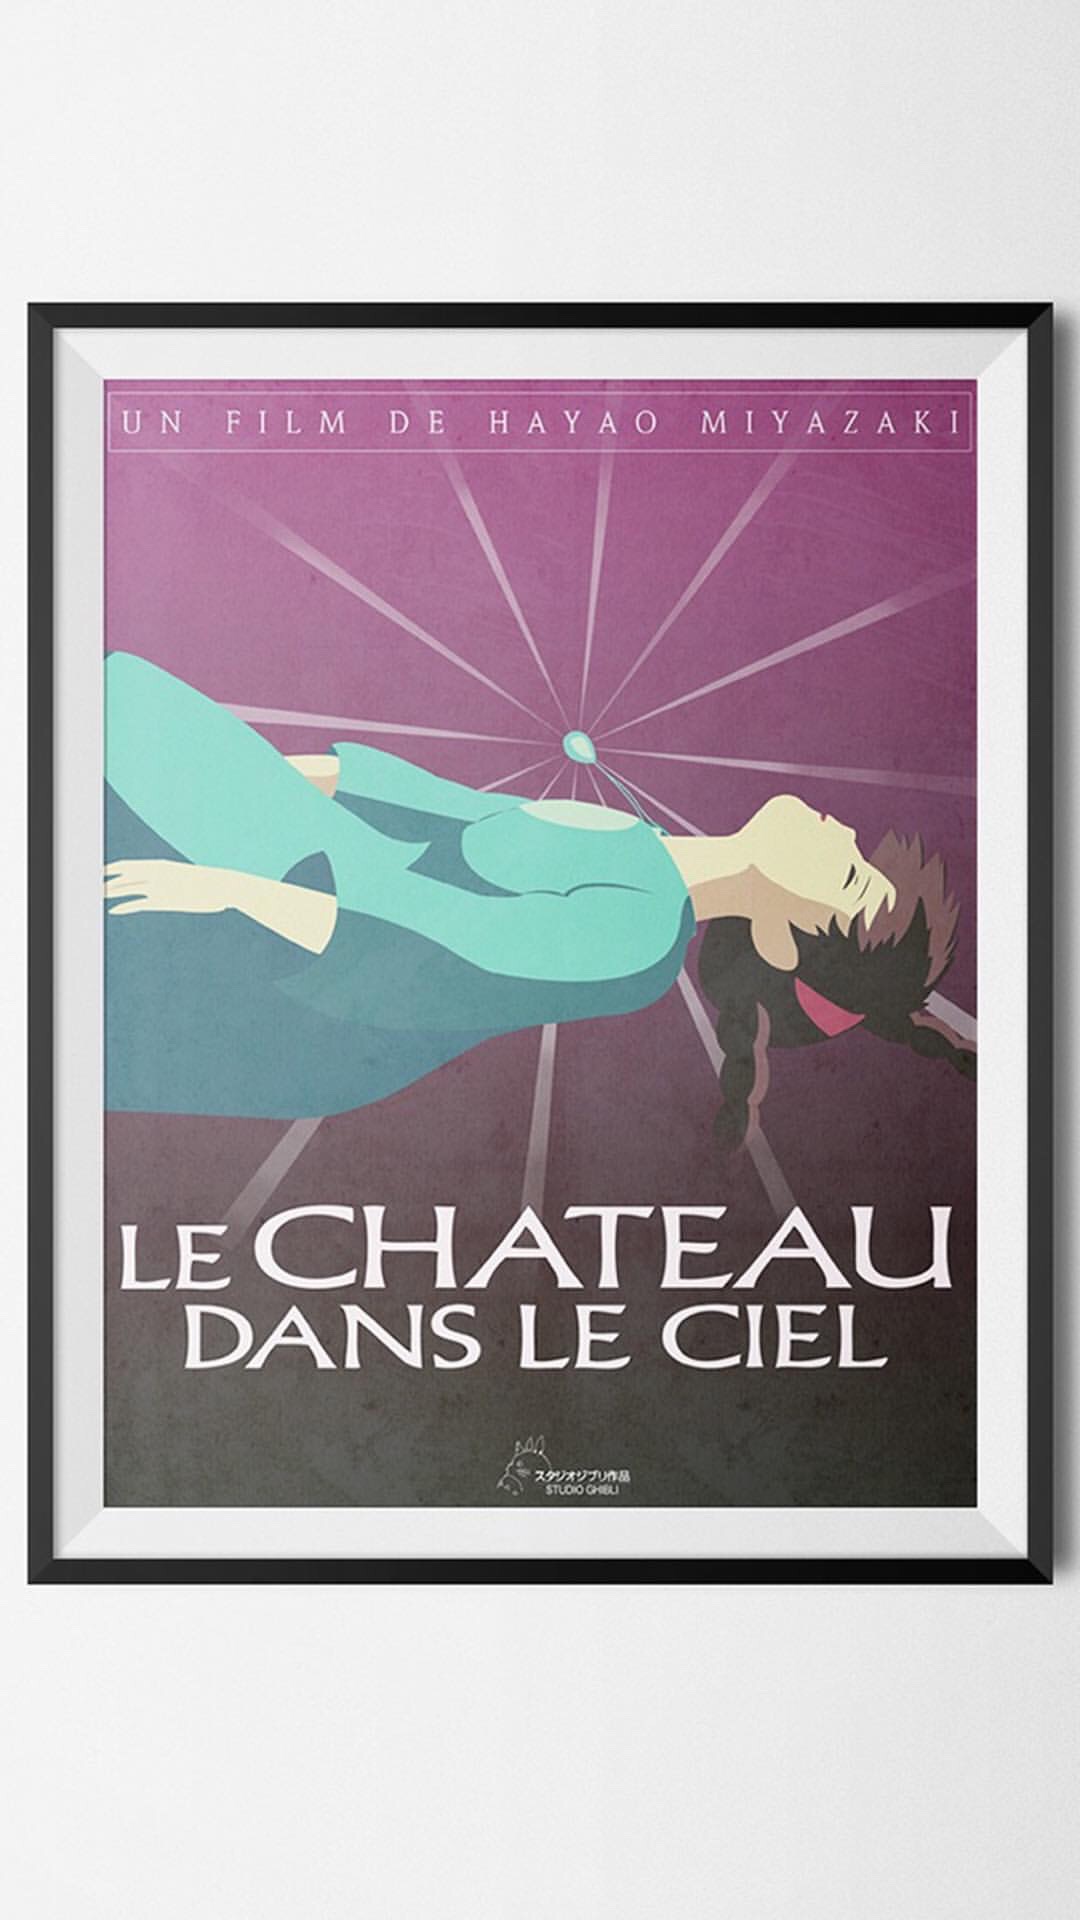 UN FILM DE HAYAO MIYAZAKI
LE CHATEAU
DANS LE CIEL
スタジオジブリ作品
STUDIO GHIBLI